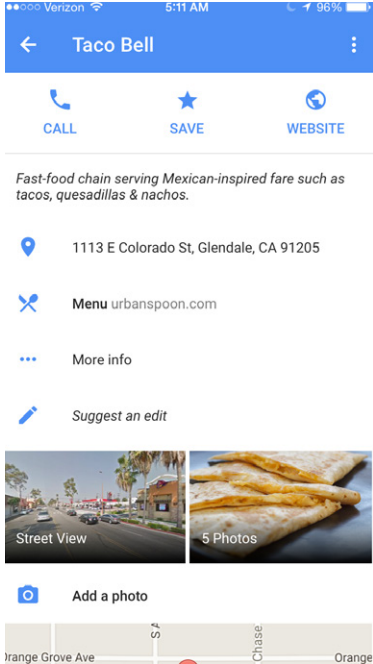 Verizon 5:11 AM 96%
Taco Bell
CALL SAVE WEBSITE
Fast-food chain serving Mexican-inspired fare such as
tacos, quesadillas & nachos.
1113 E Colorado St, Glendale, CA 91205
Menu urbanspoon.com
More info
Suggest an edit
Street View 5 Photos
Add a photo
S A
Chase
Orange Grove Ave Orange